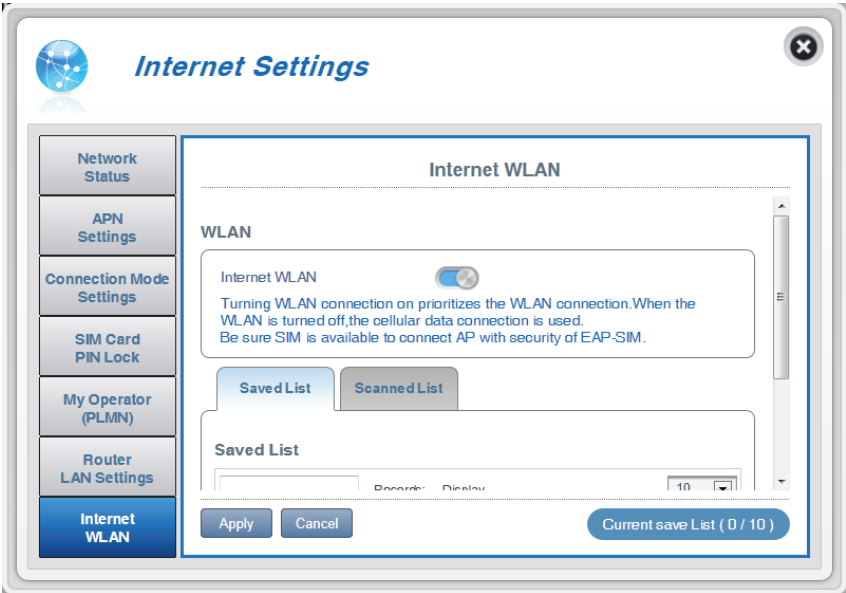 Internet Settings
Network
Status
APN
Settings
Connection Mode
Settings
SIM Card
PIN Lock
My Operator
(PLMN)
Router
LAN Settings
Internet
WLAN
Internet WLAN
WLAN
Internet WLAN
Turning WLAN connection on prioritizes the WLAN connection.When the
WLAN is turned off,the cellular data connection is used.
Be sure SIM is available to connect AP with security of EAP-SIM.
Saved List
Scanned List
Saved List
Records: Display
10
Apply
Cancel
Current save List ( 0 / 10 )